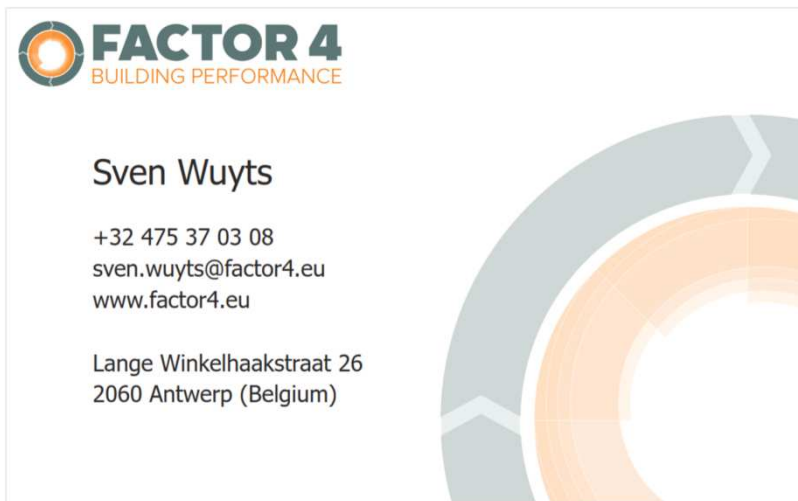 FACTOR 4
BUILDING PERFORMANCE
Sven Wuyts
+32 475 37 03 08
sven.wuyts@factor4.eu
www.factor4.eu
Lange Winkelhaakstraat 26
2060 Antwerp (Belgium)